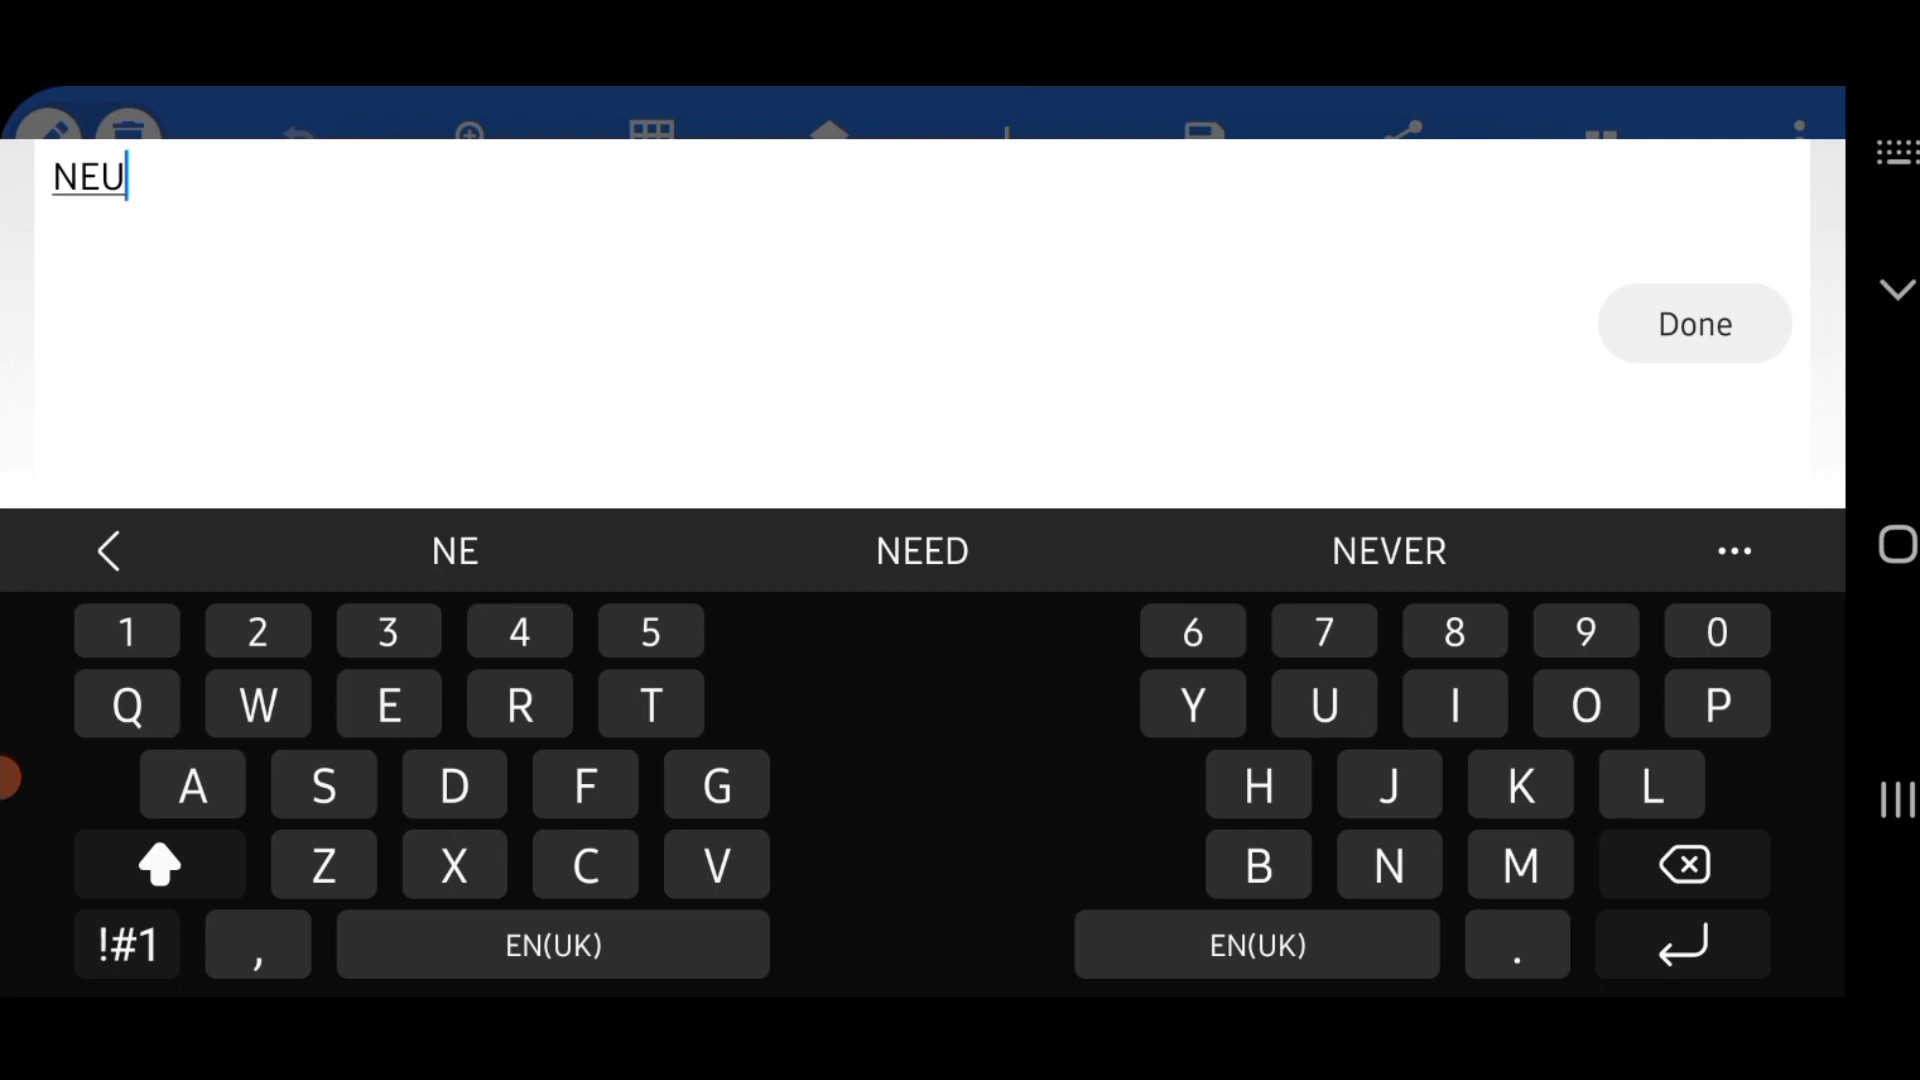 NEU
Done
NE NEED NEVER
1 2 3 4 5 6 7 8 9 0
Q W E R T Y U I O P
A S D F G H J K L
Z X C V B N M
!#1 , EN(UK) EN(UK) .